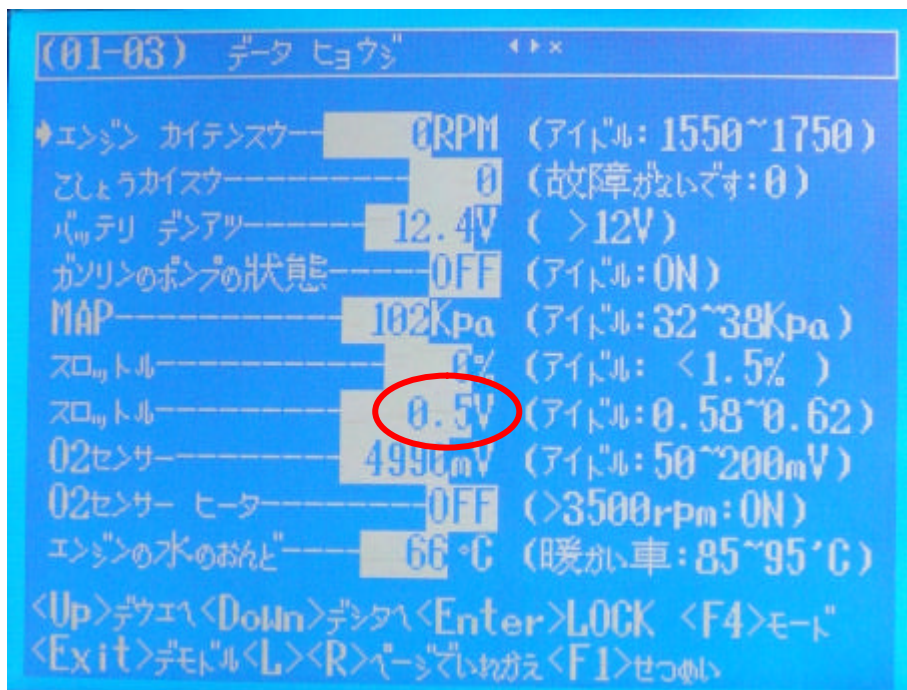 (01-03) データ ヒョウジ ◂ ▸ ×
➧エンジン カイテンスウ-- 0RPM (アイドル:1550~1750)
こしょうカイスウ---------- 0 (故障がないです:0)
バッテリ デンアツ-------- 12.4V ( >12V)
ガソリンのポンプの状態----OFF (アイドル:ON)
MAP---------------- 102Kpa (アイドル:32~38Kpa)
スロットル--------------- 0% (アイドル: <1.5% )
スロットル------------- 0.5V (アイドル:0.58~0.62)
O2センサー------------ 4990mV (アイドル:50~200mV)
O2センサー ヒーター-------OFF (>3500rpm:ON)
エンジンの水のおんど---- 66 °C (暖かい車:85~95'C)
<Up>デウエヘ<Down>デシタヘ<Enter>LOCK <F4>モード
<Exit>デモドル<L><R>ページでいれかえ<F1>せつめい